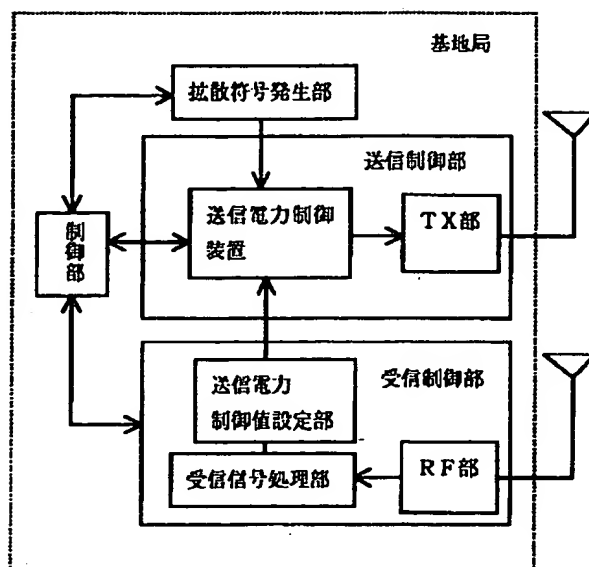 基地局
拡散符号発生部
送信制御部
送信電力制御
装置
ＴＸ部
制御部
送信電力
制御値設定部
受信制御部
受信信号処理部
ＲＦ部